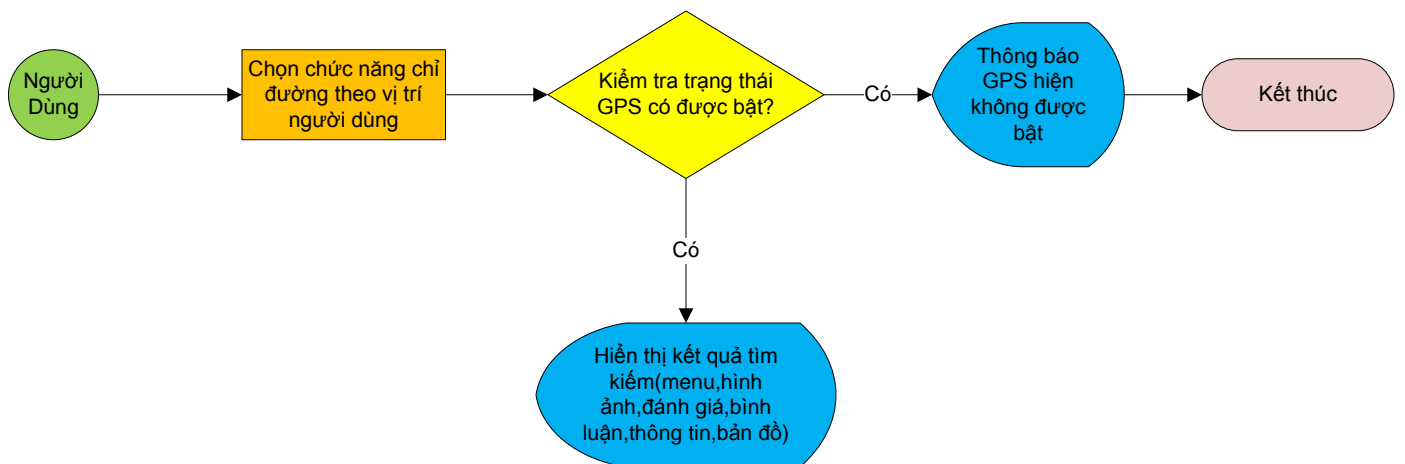 Người
Dùng
Chọn chức năng chỉ
đường theo vị trí
người dùng
Kiểm tra trạng thái
GPS có được bật?
Có
Thông báo
GPS hiện
không được
bật
Kết thúc
Có
Hiển thị kết quả tìm
kiếm(menu,hình
ảnh,đánh giá,bình
luận,thông tin,bản đồ)